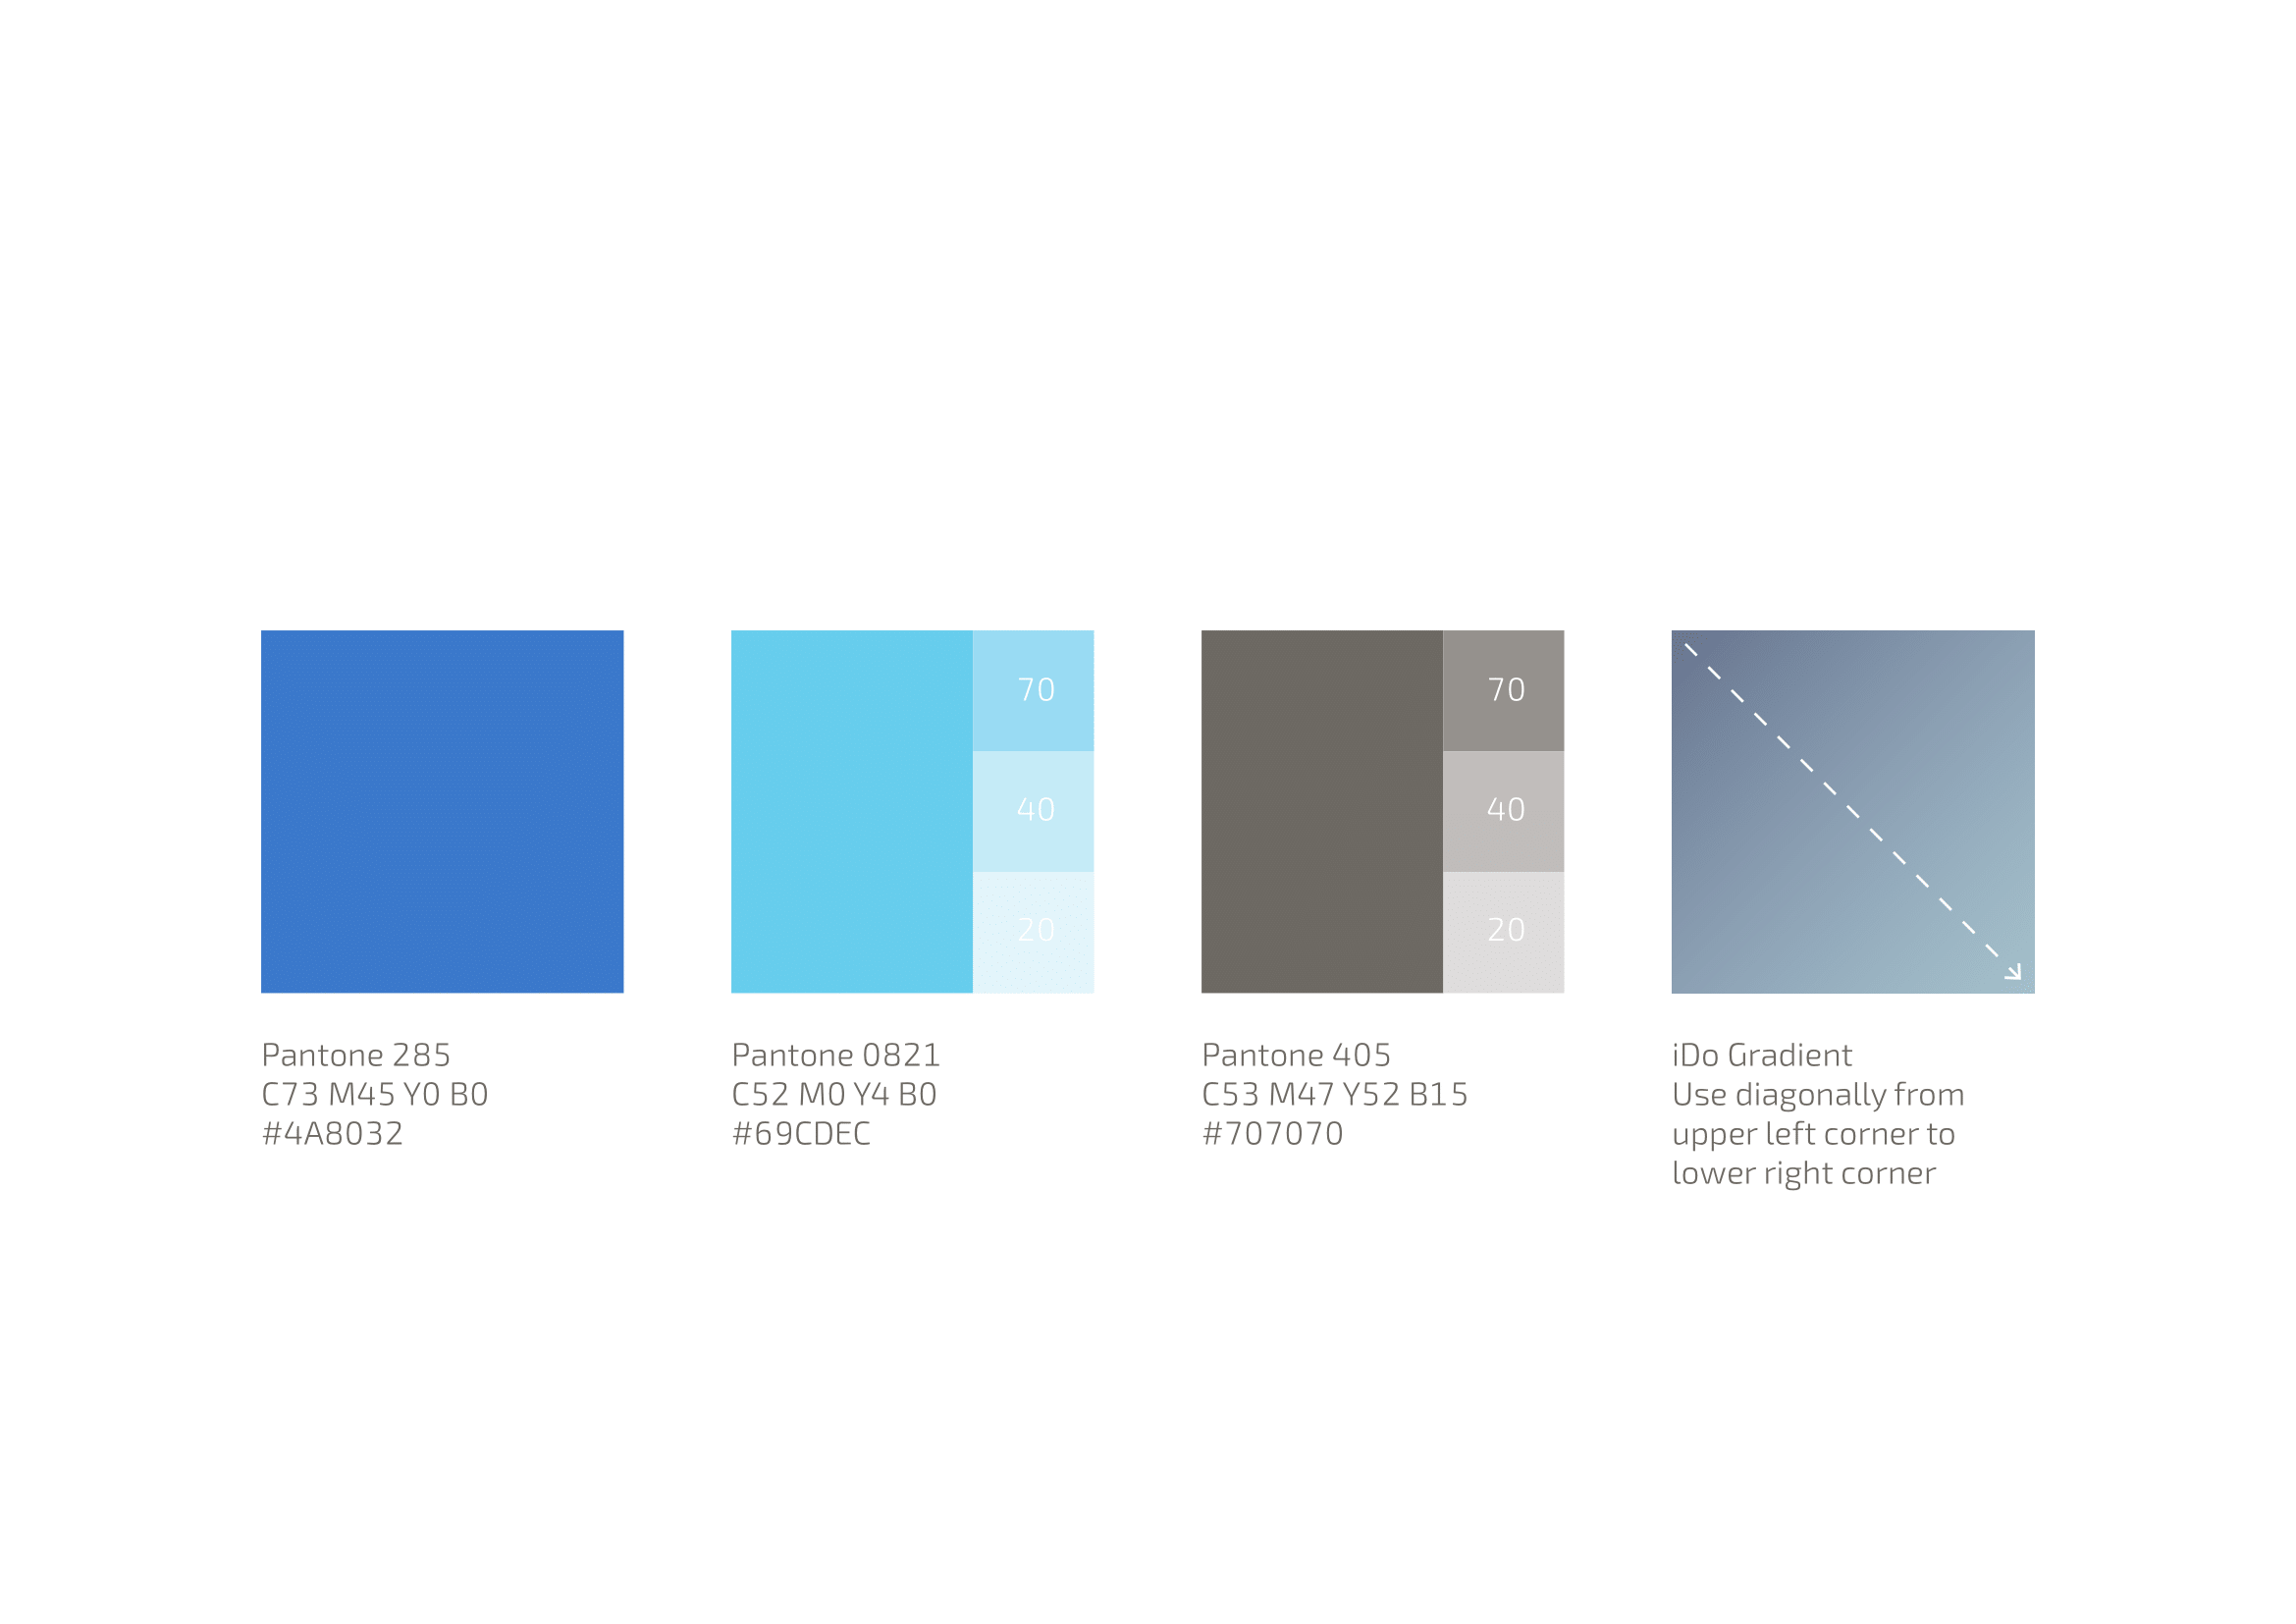 70
40
20
70
40
20
Pantone 285
C73 M45 Y0 B0
#4A8032
Pantone 0821
C52 M0 Y4 B0
#69CDEC
Pantone 405
C53 M47 Y52 B15
#707070
iDo Gradient
Use diagonally from
upper left corner to
lower right corner